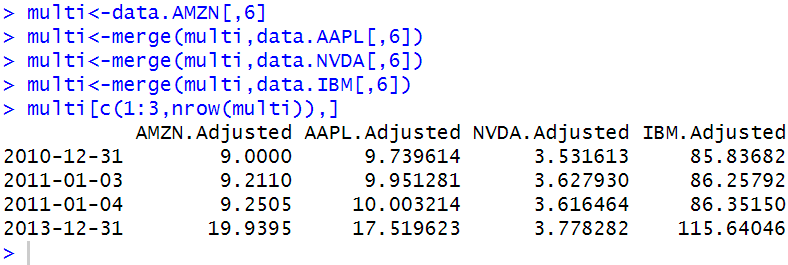 > multi<-data.AMZN[,6]
> multi<-merge(multi,data.AAPL[,6])
> multi<-merge(multi,data.NVDA[,6])
> multi<-merge(multi,data.IBM[,6])
> multi[c(1:3,nrow(multi)),]
           AMZN.Adjusted AAPL.Adjusted NVDA.Adjusted IBM.Adjusted
2010-12-31        9.0000      9.739614      3.531613     85.83682
2011-01-03        9.2110      9.951281      3.627930     86.25792
2011-01-04        9.2505     10.003214      3.616464     86.35150
2013-12-31       19.9395     17.519623      3.778282    115.64046
>